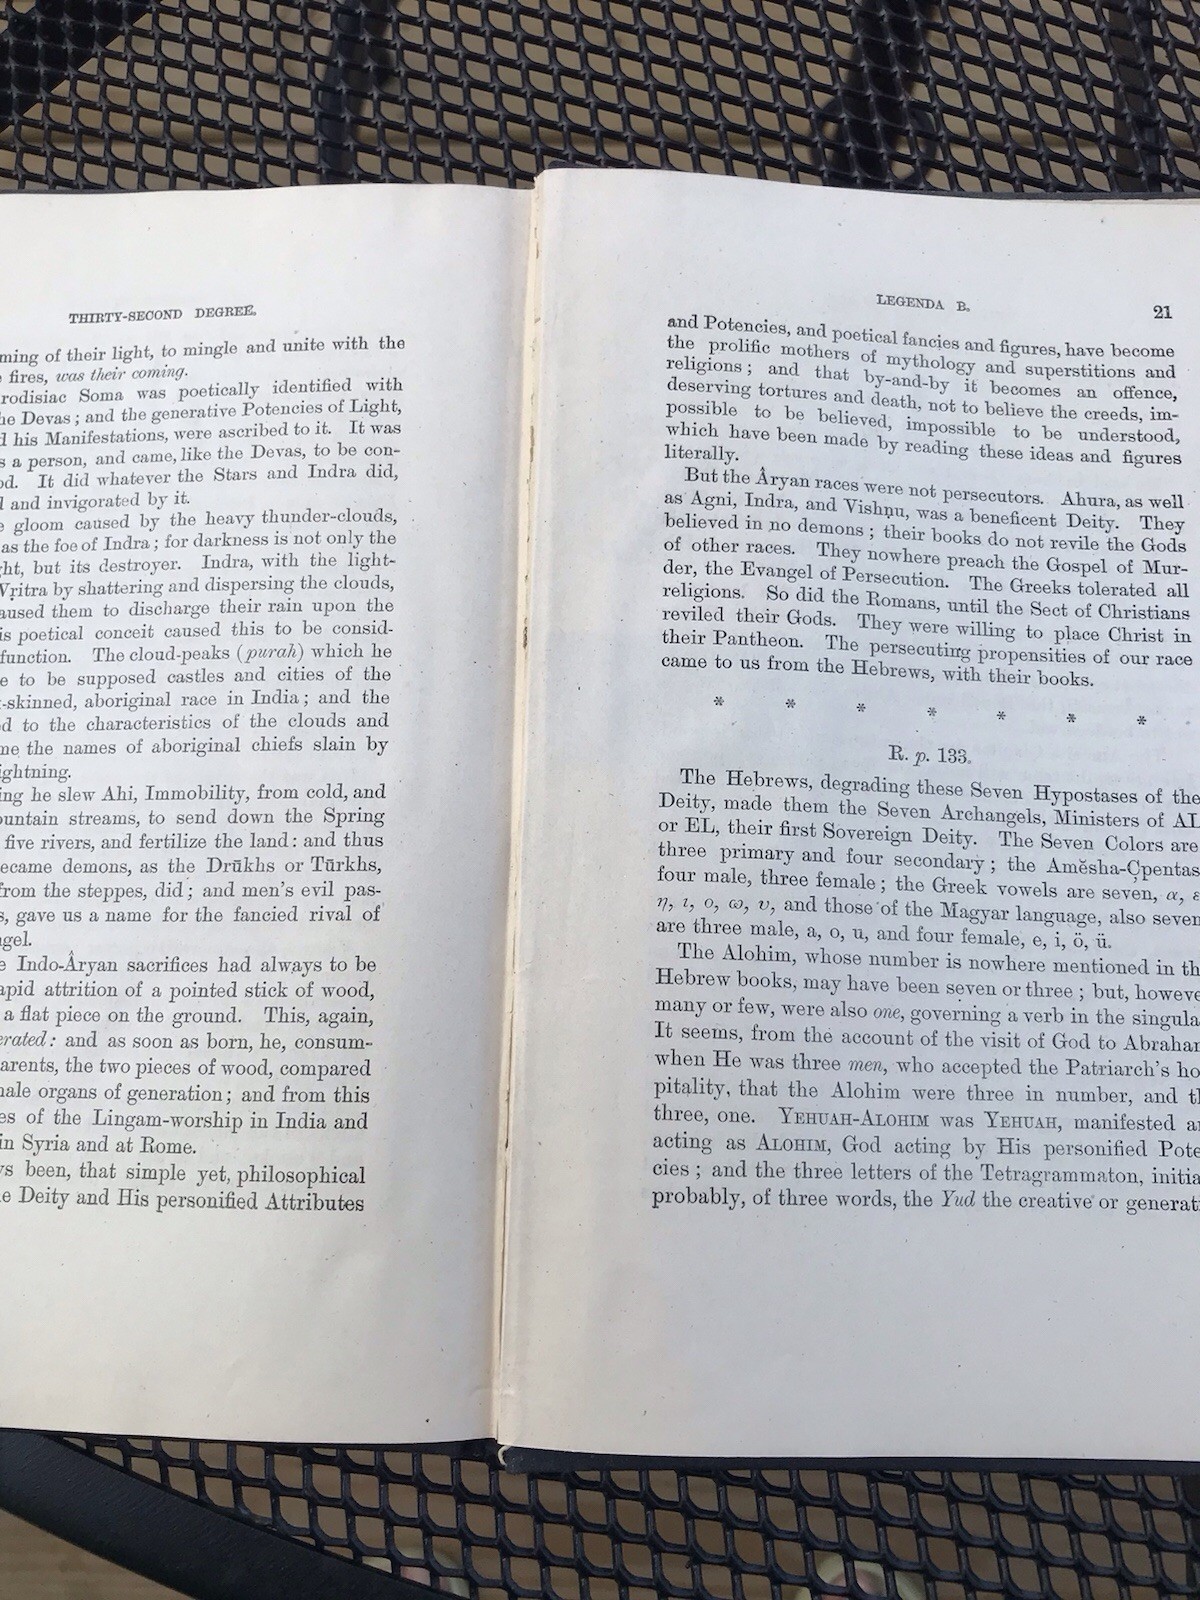 THIRTY-SECOND DEGREE.
ming of their light, to mingle and unite with the
fires, was their coming.
rodisiac Soma was poetically identified with
he Devas; and the generative Potencies of Light,
d his Manifestations, were ascribed to it. It was
s a person, and came, like the Devas, to be con-
od. It did whatever the Stars and Indra did,
l and invigorated by it.
e gloom caused by the heavy thunder-clouds,
as the foe of Indra; for darkness is not only the
ght, but its destroyer. Indra, with the light-
Vṛitra by shattering and dispersing the clouds,
aused them to discharge their rain upon the
is poetical conceit caused this to be consid-
function. The cloud-peaks (purah) which he
e to be supposed castles and cities of the
-skinned, aboriginal race in India; and the
d to the characteristics of the clouds and
me the names of aboriginal chiefs slain by
ightning.
ing he slew Ahi, Immobility, from cold, and
ountain streams, to send down the Spring
five rivers, and fertilize the land: and thus
ecame demons, as the Drūkhs or Tūrkhs,
from the steppes, did; and men's evil pas-
s, gave us a name for the fancied rival of
ngel.
e Indo-Âryan sacrifices had always to be
apid attrition of a pointed stick of wood,
a flat piece on the ground. This, again,
erated: and as soon as born, he, consum-
arents, the two pieces of wood, compared
male organs of generation; and from this
es of the Lingam-worship in India and
in Syria and at Rome.
ys been, that simple yet, philosophical
e Deity and His personified Attributes
LEGENDA B. 21
and Potencies, and poetical fancies and figures, have become
the prolific mothers of mythology and superstitions and
religions; and that by-and-by it becomes an offence,
deserving tortures and death, not to believe the creeds, im-
possible to be believed, impossible to be understood,
which have been made by reading these ideas and figures
literally.
But the Âryan races were not persecutors. Ahura, as well
as Agni, Indra, and Vishṇu, was a beneficent Deity. They
believed in no demons; their books do not revile the Gods
of other races. They nowhere preach the Gospel of Mur-
der, the Evangel of Persecution. The Greeks tolerated all
religions. So did the Romans, until the Sect of Christians
reviled their Gods. They were willing to place Christ in
their Pantheon. The persecuting propensities of our race
came to us from the Hebrews, with their books.
* * * * * * *
R. p. 133.
The Hebrews, degrading these Seven Hypostases of the
Deity, made them the Seven Archangels, Ministers of AL
or EL, their first Sovereign Deity. The Seven Colors are
three primary and four secondary; the Amĕsha-Çpentas
four male, three female; the Greek vowels are seven, α, ε
η, ι, ο, ω, υ, and those of the Magyar language, also seven
are three male, a, o, u, and four female, e, i, ö, ü.
The Alohim, whose number is nowhere mentioned in th
Hebrew books, may have been seven or three; but, howeve
many or few, were also one, governing a verb in the singula
It seems, from the account of the visit of God to Abraham
when He was three men, who accepted the Patriarch's ho
pitality, that the Alohim were three in number, and th
three, one. YEHUAH-ALOHIM was YEHUAH, manifested a
acting as ALOHIM, God acting by His personified Pote
cies; and the three letters of the Tetragrammaton, initia
probably, of three words, the Yud the creative or generati